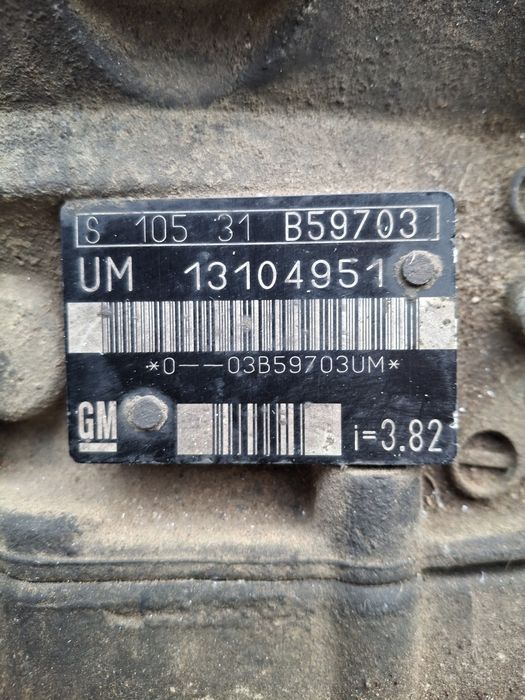 S 105 31 B59703
UM 13104951
*0--03B59703UM*
GM
i=3.82